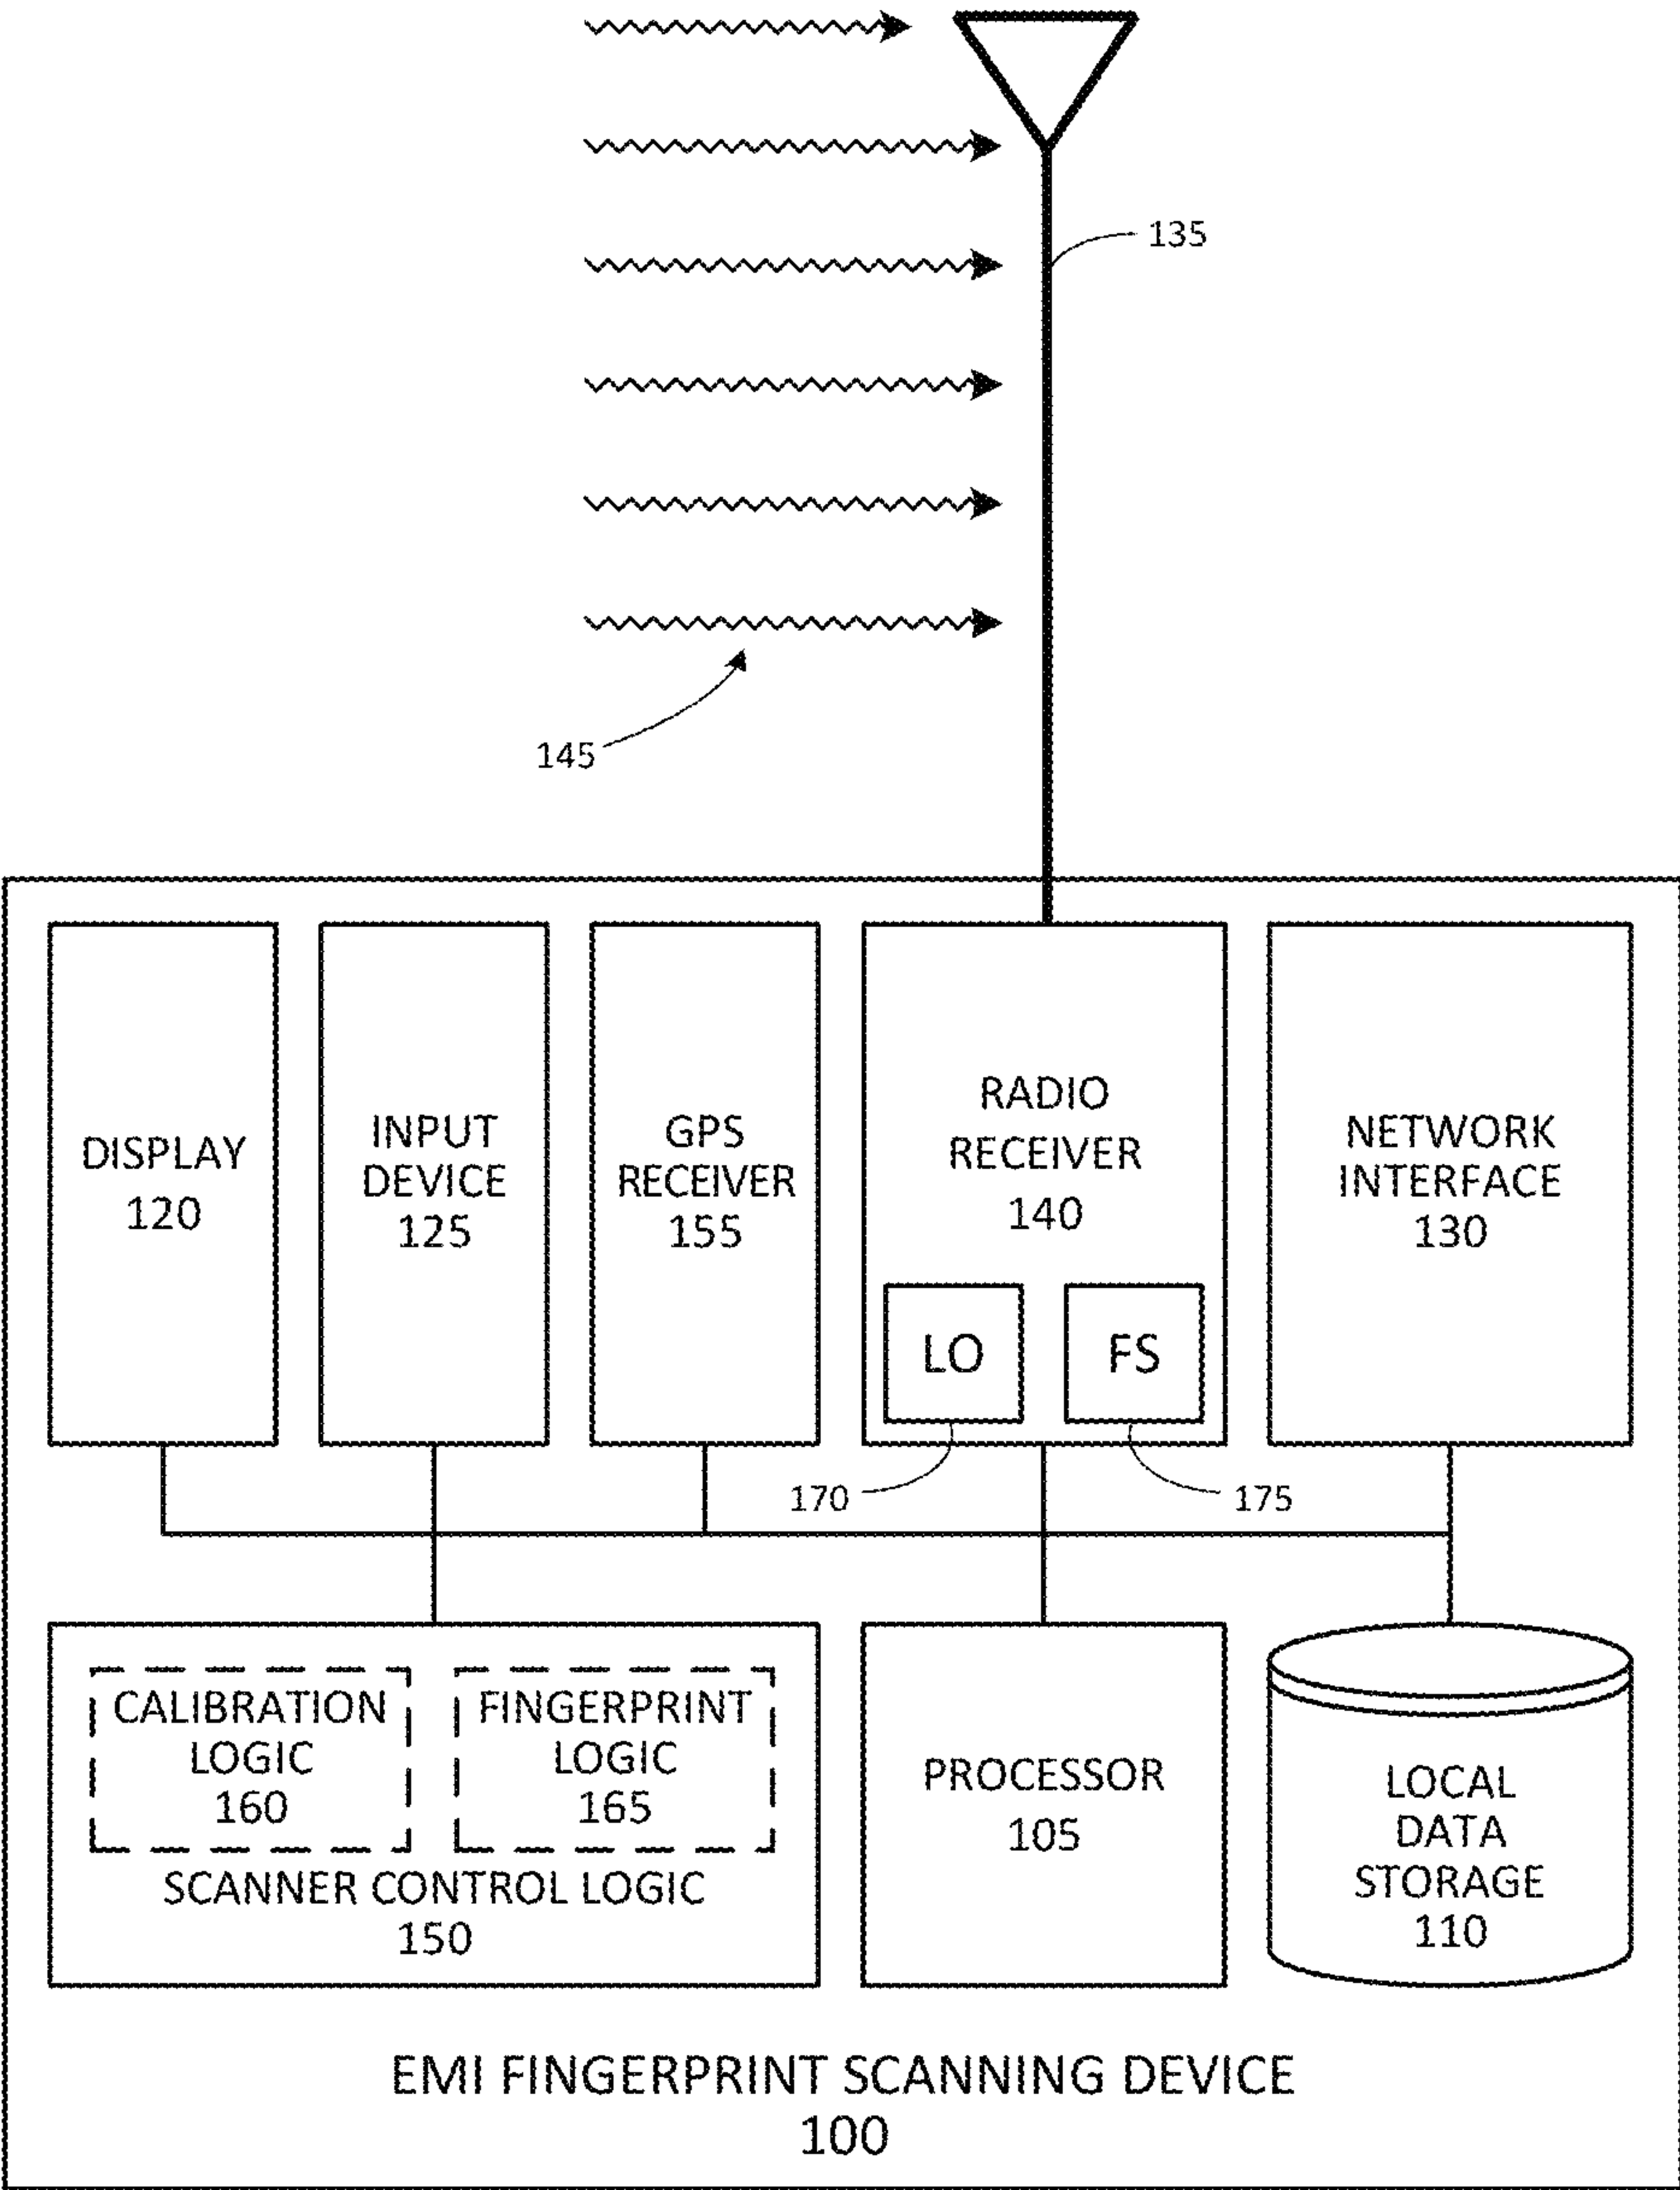 135
145
DISPLAY
120
INPUT
DEVICE
125
GPS
RECEIVER
155
RADIO
RECEIVER
140
LO
FS
NETWORK
INTERFACE
130
170
175
CALIBRATION
LOGIC
160
FINGERPRINT
LOGIC
165
SCANNER CONTROL LOGIC
150
PROCESSOR
105
LOCAL
DATA
STORAGE
110
EMI FINGERPRINT SCANNING DEVICE
100